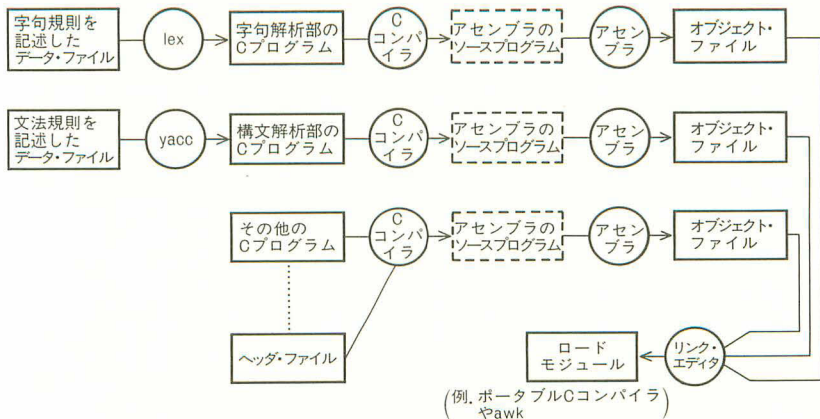 字句規則を
記述した
データ・ファイル
lex
字句解析部の
Cプログラム
C
コンパ
イラ
アセンブラの
ソースプログラム
アセン
ブラ
オブジェクト・
ファイル
文法規則を
記述した
データ・ファイル
yacc
構文解析部の
Cプログラム
C
コンパ
イラ
アセンブラの
ソースプログラム
アセン
ブラ
オブジェクト・
ファイル
その他の
Cプログラム
C
コンパ
イラ
アセンブラの
ソースプログラム
アセン
ブラ
オブジェクト・
ファイル
ヘッダ・ファイル
ロード
モジュール
リンク・
エディタ
(例. ポータブルCコンパイラ
やawk)